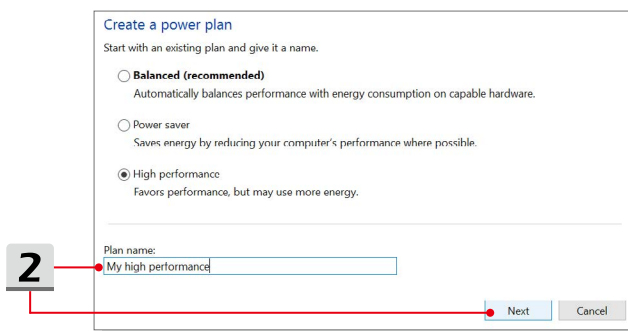 Create a power plan
Start with an existing plan and give it a name.
Balanced (recommended)
Automatically balances performance with energy consumption on capable hardware.
Power saver
Saves energy by reducing your computer's performance where possible.
High performance
Favors performance, but may use more energy.
Plan name:
My high performance
2
Next Cancel